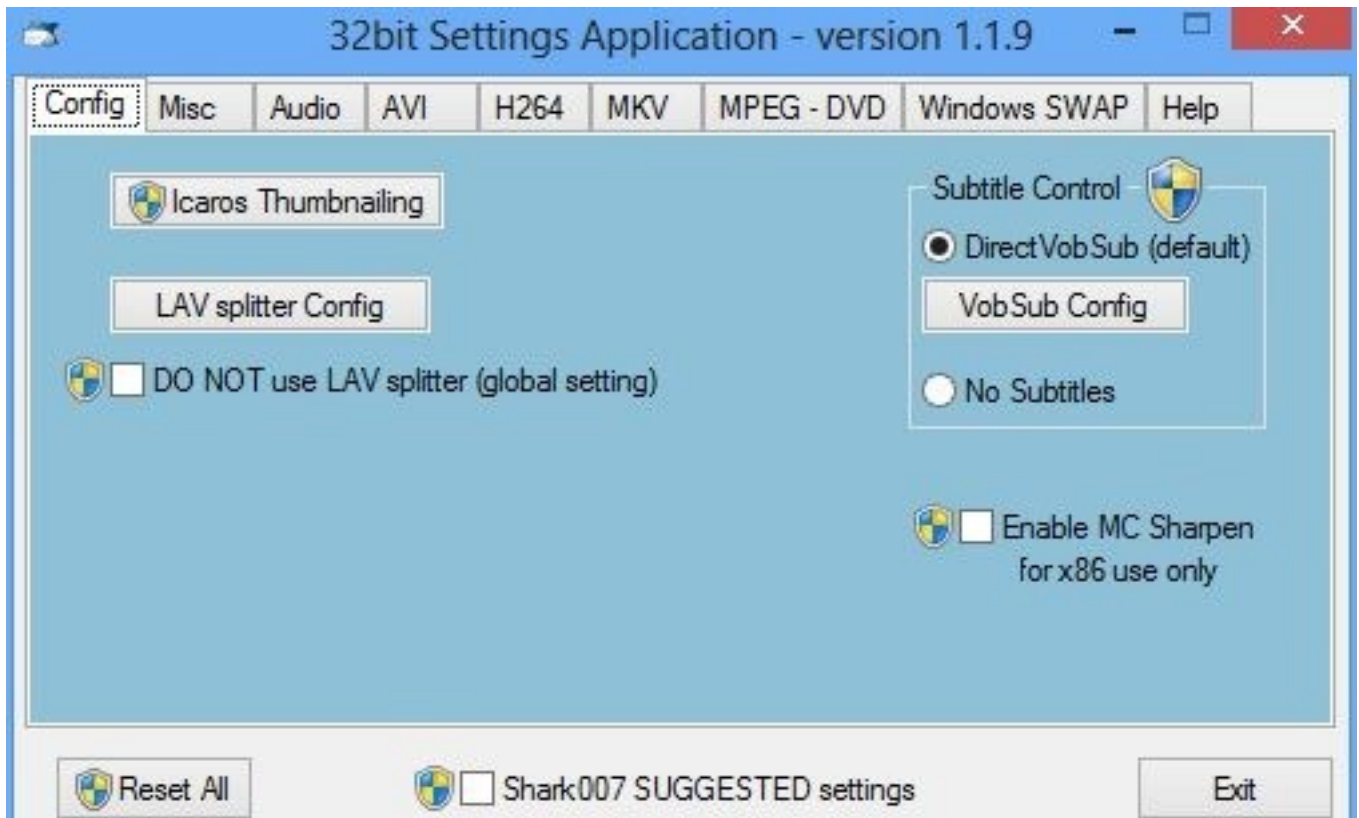 32bit Settings Application - version 1.1.9
Config Misc Audio AVI H264 MKV MPEG - DVD Windows SWAP Help
Icaros Thumbnailing
LAV splitter Config
DO NOT use LAV splitter (global setting)
Subtitle Control
DirectVobSub (default)
VobSub Config
No Subtitles
Enable MC Sharpen
for x86 use only
Reset All
Shark007 SUGGESTED settings
Exit